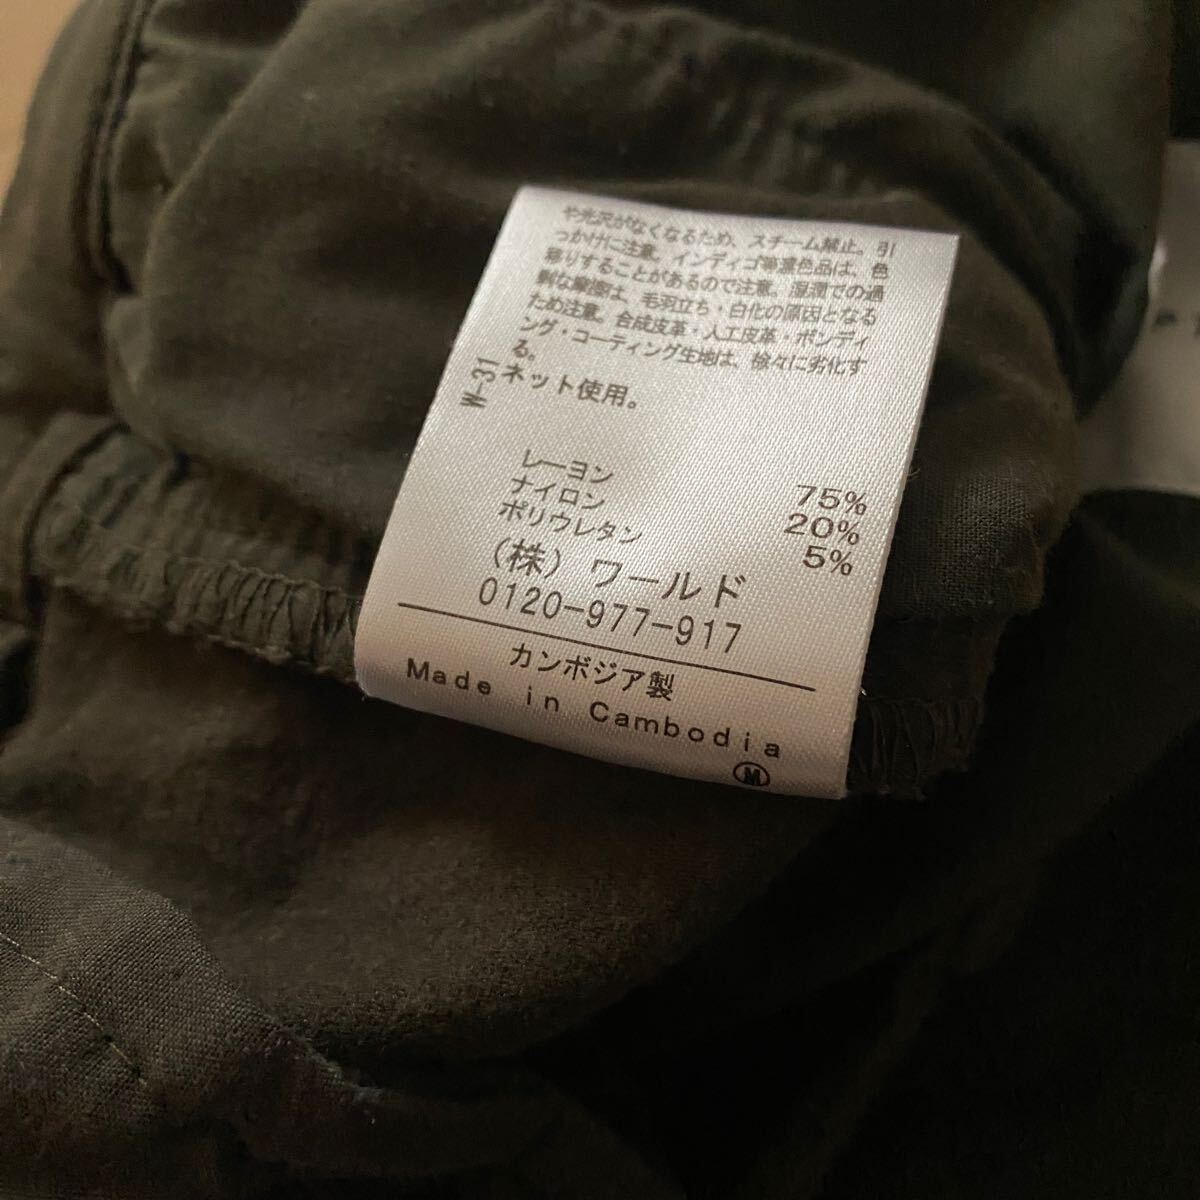 や光沢がなくなるため、スチーム禁止。引
っかけに注意。インディゴ等濃色品は、色
移りすることがあるので注意。湿潤での過
剰な摩擦は、毛羽立ち・白化の原因となる
ため注意。合成皮革・人工皮革・ボンディ
ング・コーティング生地は、徐々に劣化す
る。
ネット使用。
W-31
レーヨン 75%
ナイロン 20%
ポリウレタン 5%
(株) ワールド
0120-977-917
カンボジア製
Made in Cambodia
Ⓜ